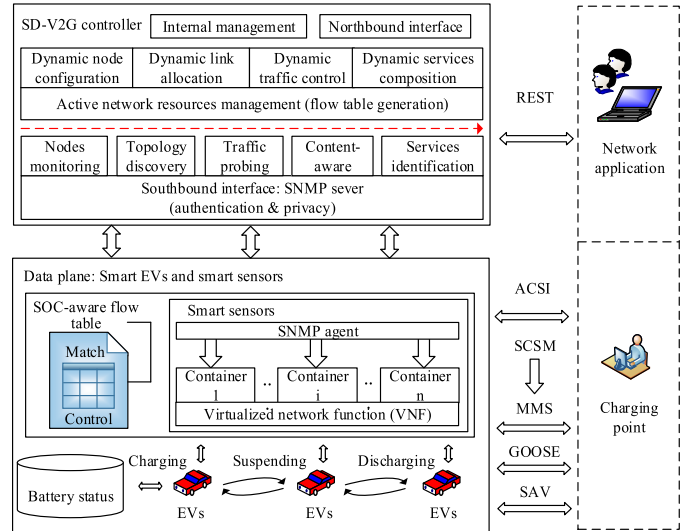 SD-V2G controller
Internal management
Northbound interface
Dynamic node
configuration
Dynamic link
allocation
Dynamic
traffic control
Dynamic services
composition
Active network resources management (flow table generation)
Nodes
monitoring
Topology
discovery
Traffic
probing
Content-
aware
Services
identification
Southbound interface: SNMP sever
(authentication & privacy)
REST
Network
application
Data plane: Smart EVs and smart sensors
SOC-aware flow
table
Match
Control
Smart sensors
SNMP agent
Container
1
..
Container
i
..
Container
n
Virtualized network function (VNF)
Charging
Suspending
Discharging
Battery status
EVs
EVs
EVs
ACSI
SCSM
MMS
GOOSE
SAV
Charging
point